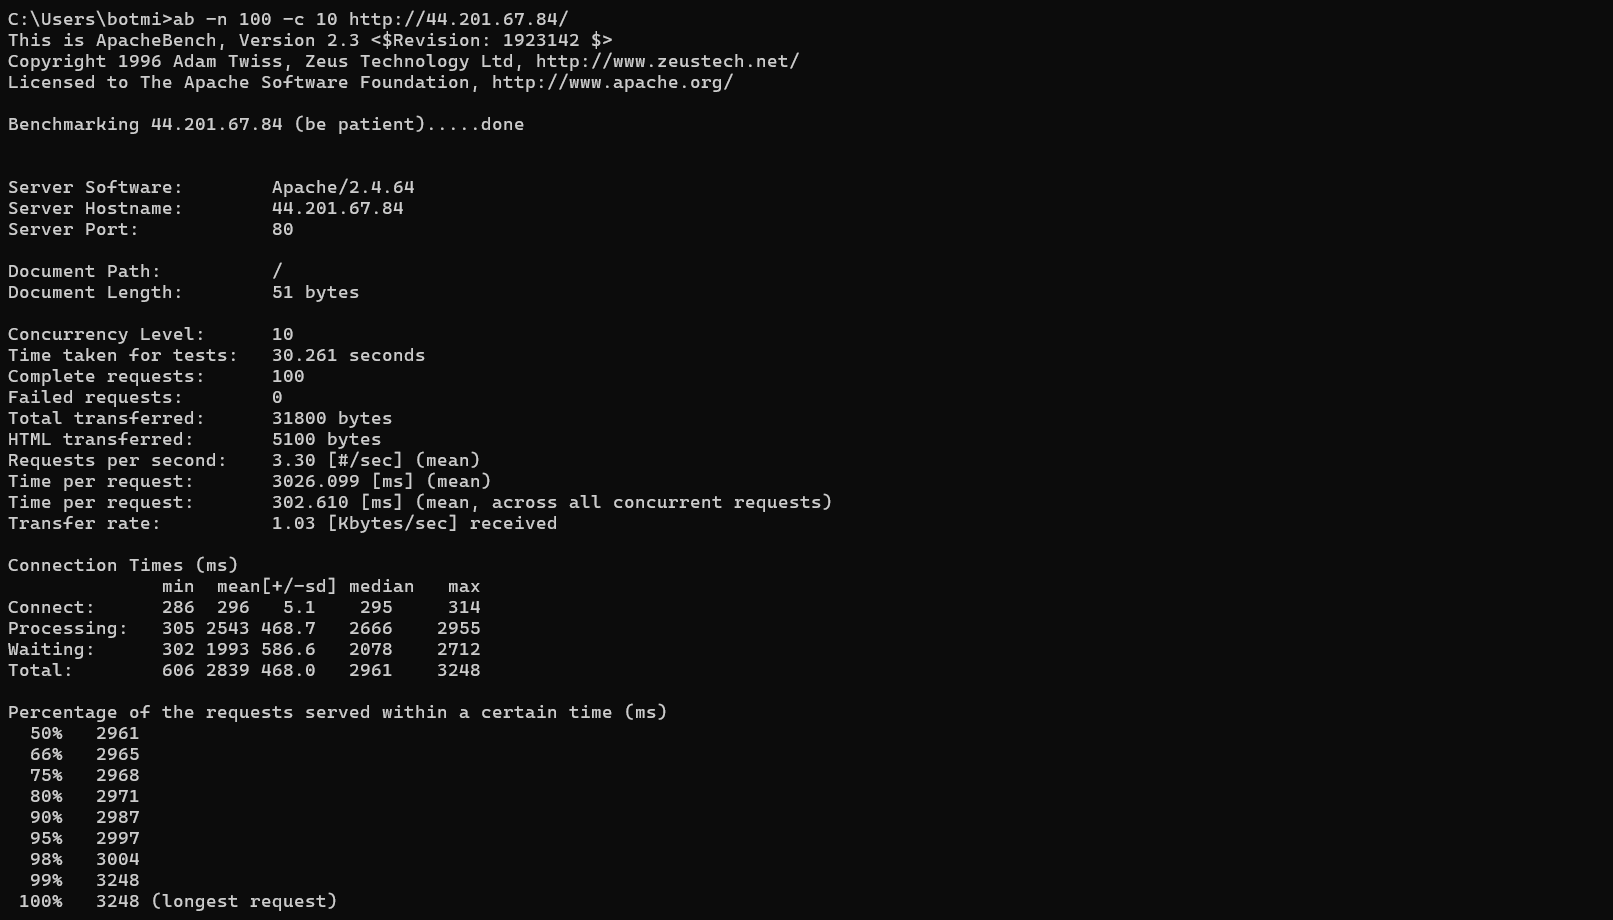 C:\Users\botmi>ab -n 100 -c 10 http://44.201.67.84/
This is ApacheBench, Version 2.3 <$Revision: 1923142 $>
Copyright 1996 Adam Twiss, Zeus Technology Ltd, http://www.zeustech.net/
Licensed to The Apache Software Foundation, http://www.apache.org/

Benchmarking 44.201.67.84 (be patient).....done


Server Software:        Apache/2.4.64
Server Hostname:        44.201.67.84
Server Port:            80

Document Path:          /
Document Length:        51 bytes

Concurrency Level:      10
Time taken for tests:   30.261 seconds
Complete requests:      100
Failed requests:        0
Total transferred:      31800 bytes
HTML transferred:       5100 bytes
Requests per second:    3.30 [#/sec] (mean)
Time per request:       3026.099 [ms] (mean)
Time per request:       302.610 [ms] (mean, across all concurrent requests)
Transfer rate:          1.03 [Kbytes/sec] received

Connection Times (ms)
              min  mean[+/-sd] median   max
Connect:      286  296   5.1    295     314
Processing:   305 2543 468.7   2666    2955
Waiting:      302 1993 586.6   2078    2712
Total:        606 2839 468.0   2961    3248

Percentage of the requests served within a certain time (ms)
  50%   2961
  66%   2965
  75%   2968
  80%   2971
  90%   2987
  95%   2997
  98%   3004
  99%   3248
 100%   3248 (longest request)